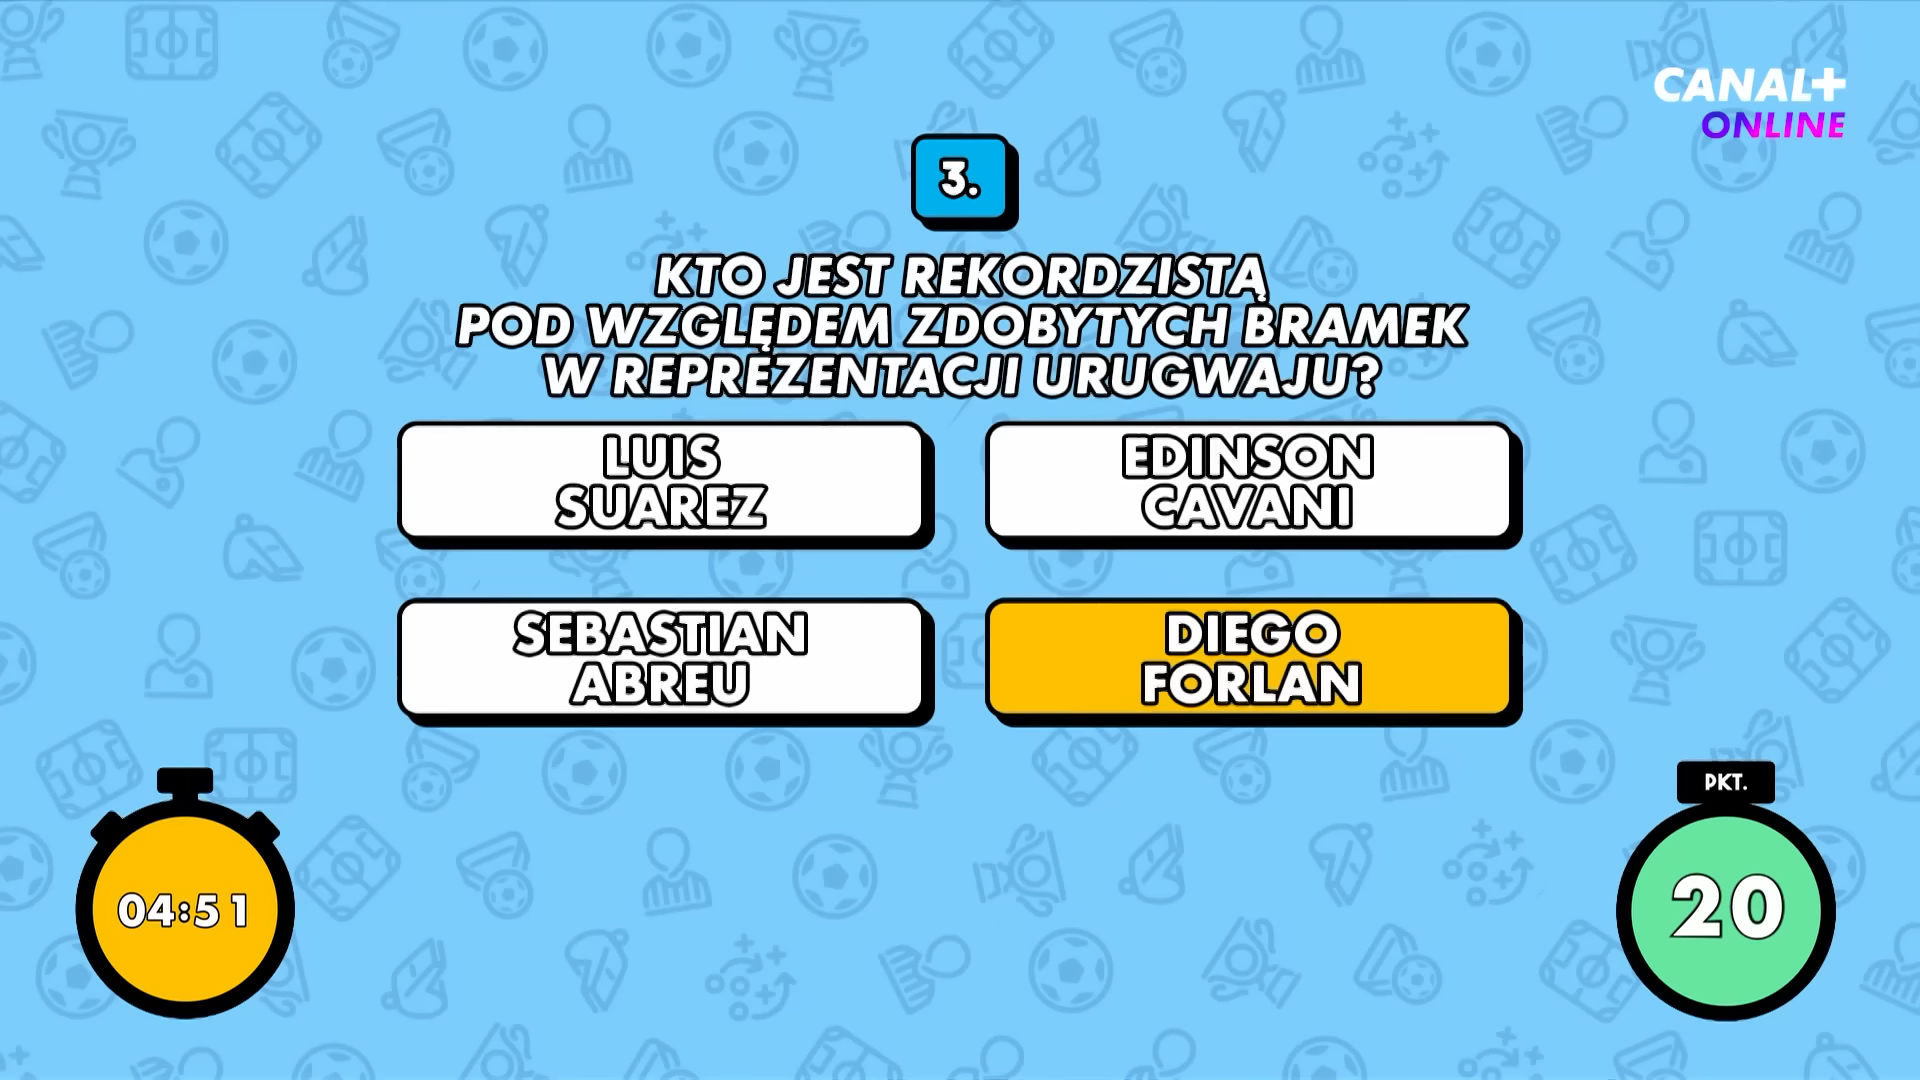 CANAL+
ONLINE
3.
KTO JEST REKORDZISTĄ
POD WZGLĘDEM ZDOBYTYCH BRAMEK
W REPREZENTACJI URUGWAJU?
LUIS
SUAREZ
EDINSON
CAVANI
SEBASTIAN
ABREU
DIEGO
FORLAN
04:51
PKT.
20